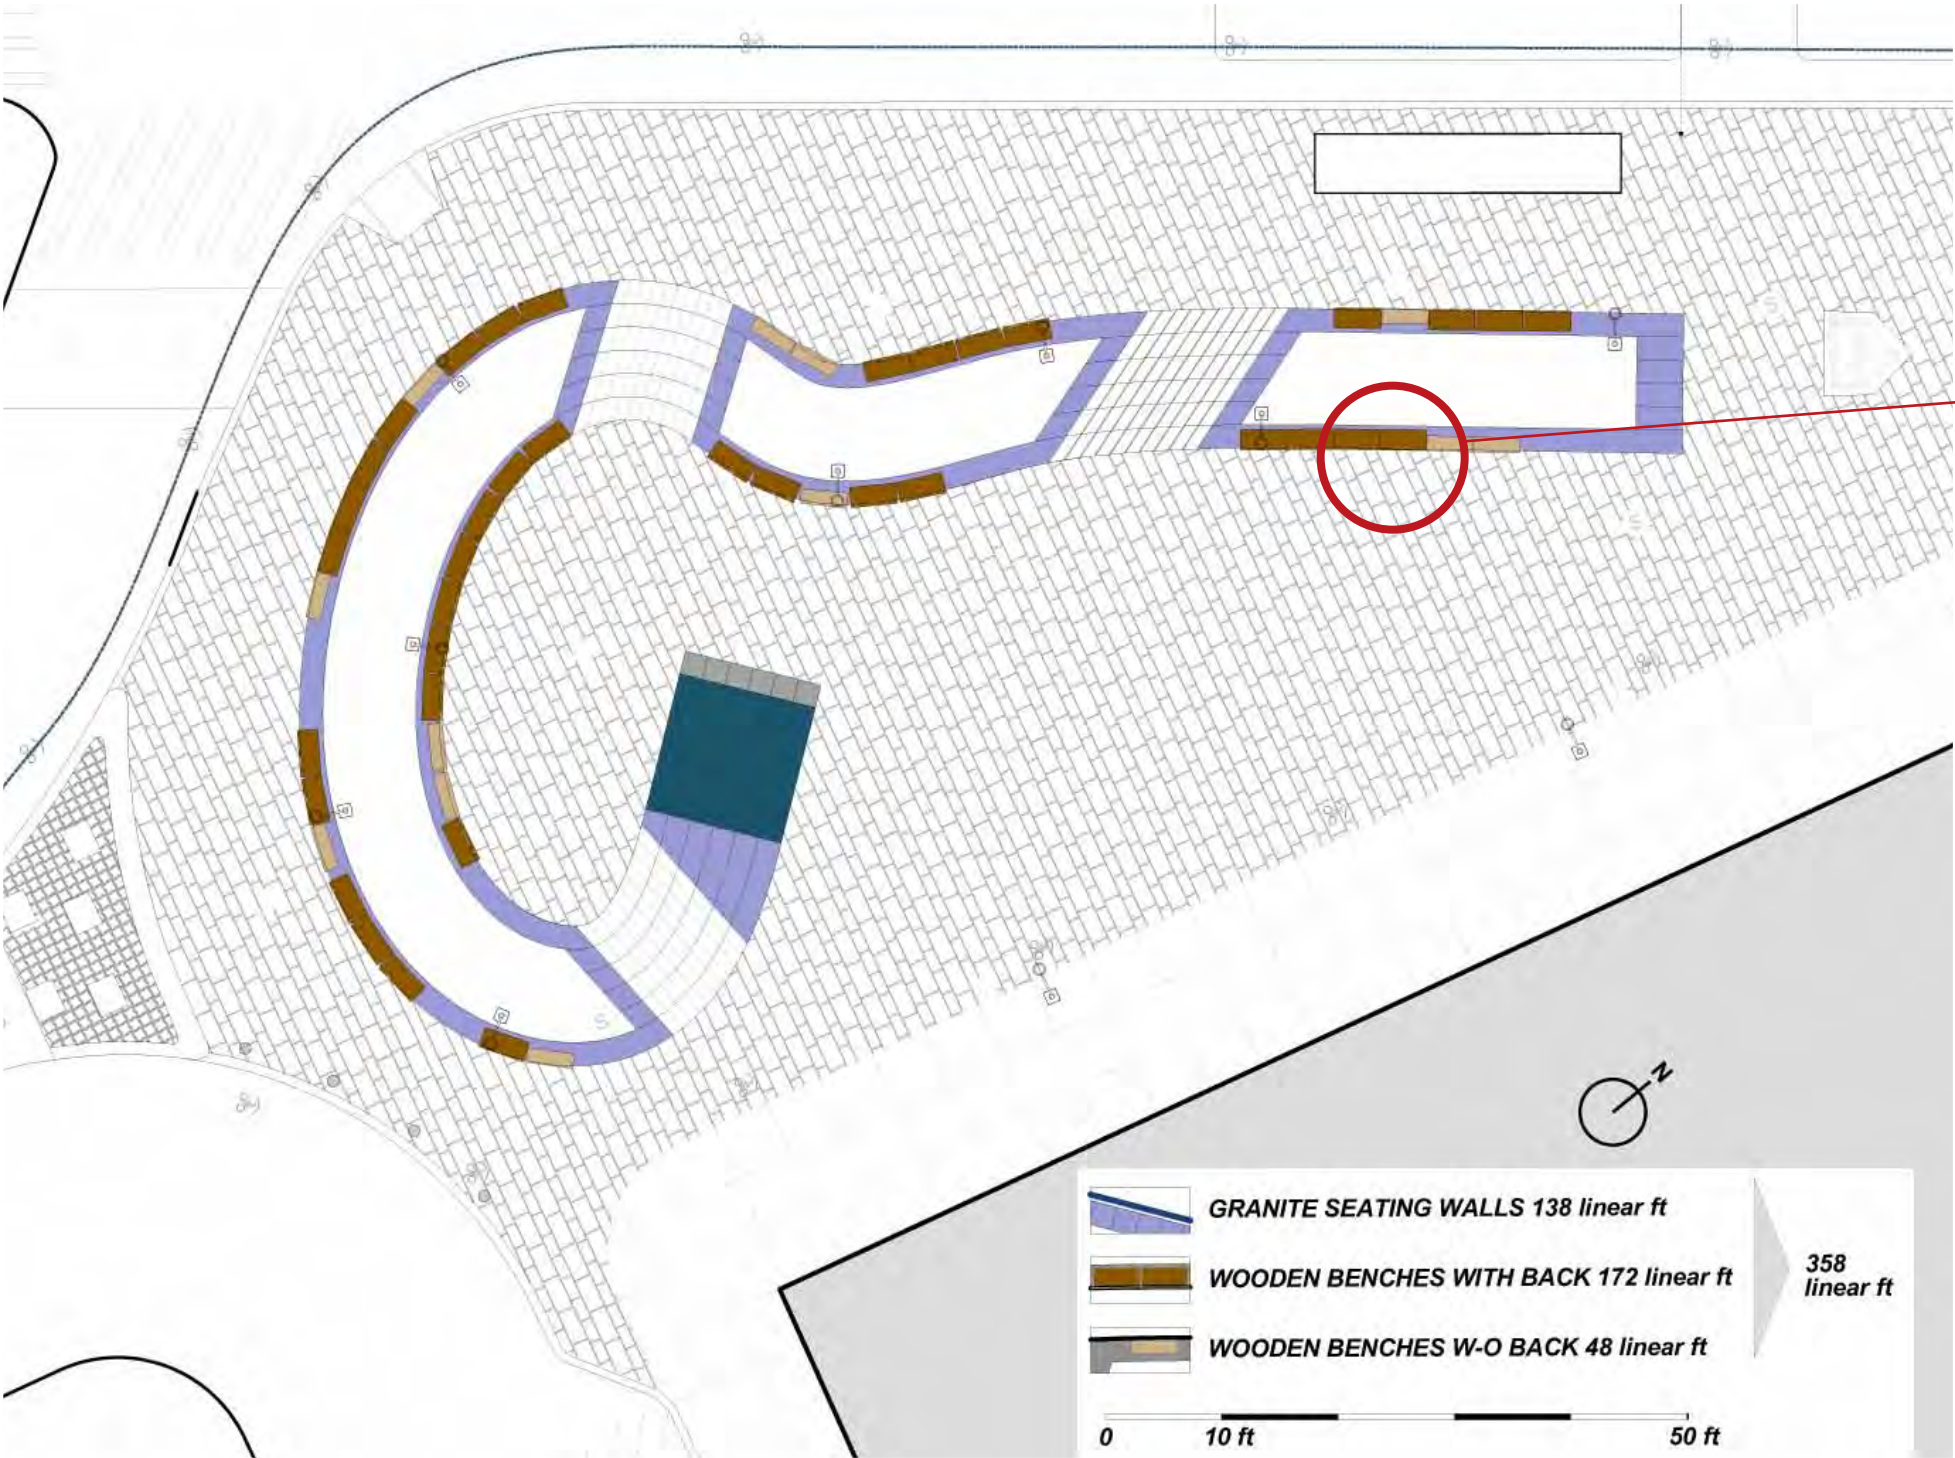 S
S
S
N
GRANITE SEATING WALLS 138 linear ft
WOODEN BENCHES WITH BACK 172 linear ft
358
linear ft
WOODEN BENCHES W-O BACK 48 linear ft
0 10 ft 50 ft